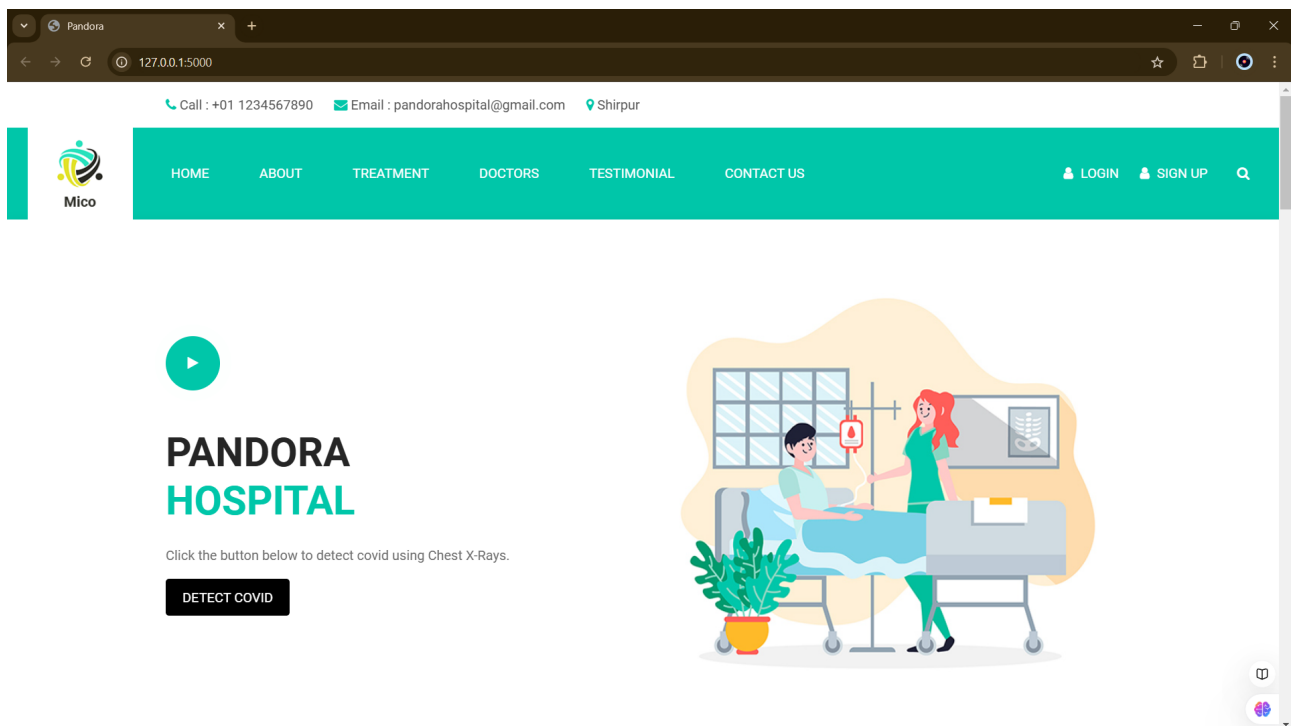 Pandora
127.0.0.1:5000
Call : +01 1234567890 Email : pandorahospital@gmail.com Shirpur
Mico
HOME ABOUT TREATMENT DOCTORS TESTIMONIAL CONTACT US LOGIN SIGN UP
PANDORA
HOSPITAL
Click the button below to detect covid using Chest X-Rays.
DETECT COVID